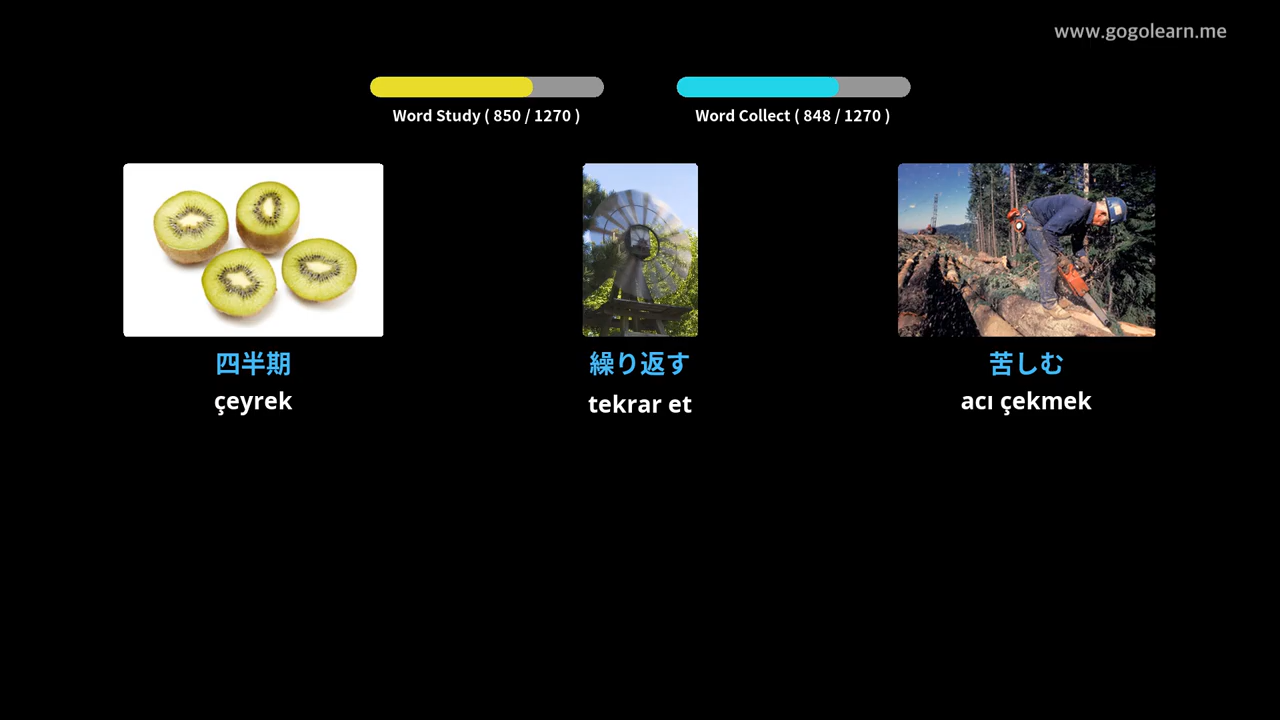 www.gogolearn.me
Word Study ( 850 / 1270 )
Word Collect ( 848 / 1270 )
四半期
繰り返す
苦しむ
çeyrek
tekrar et
acı çekmek